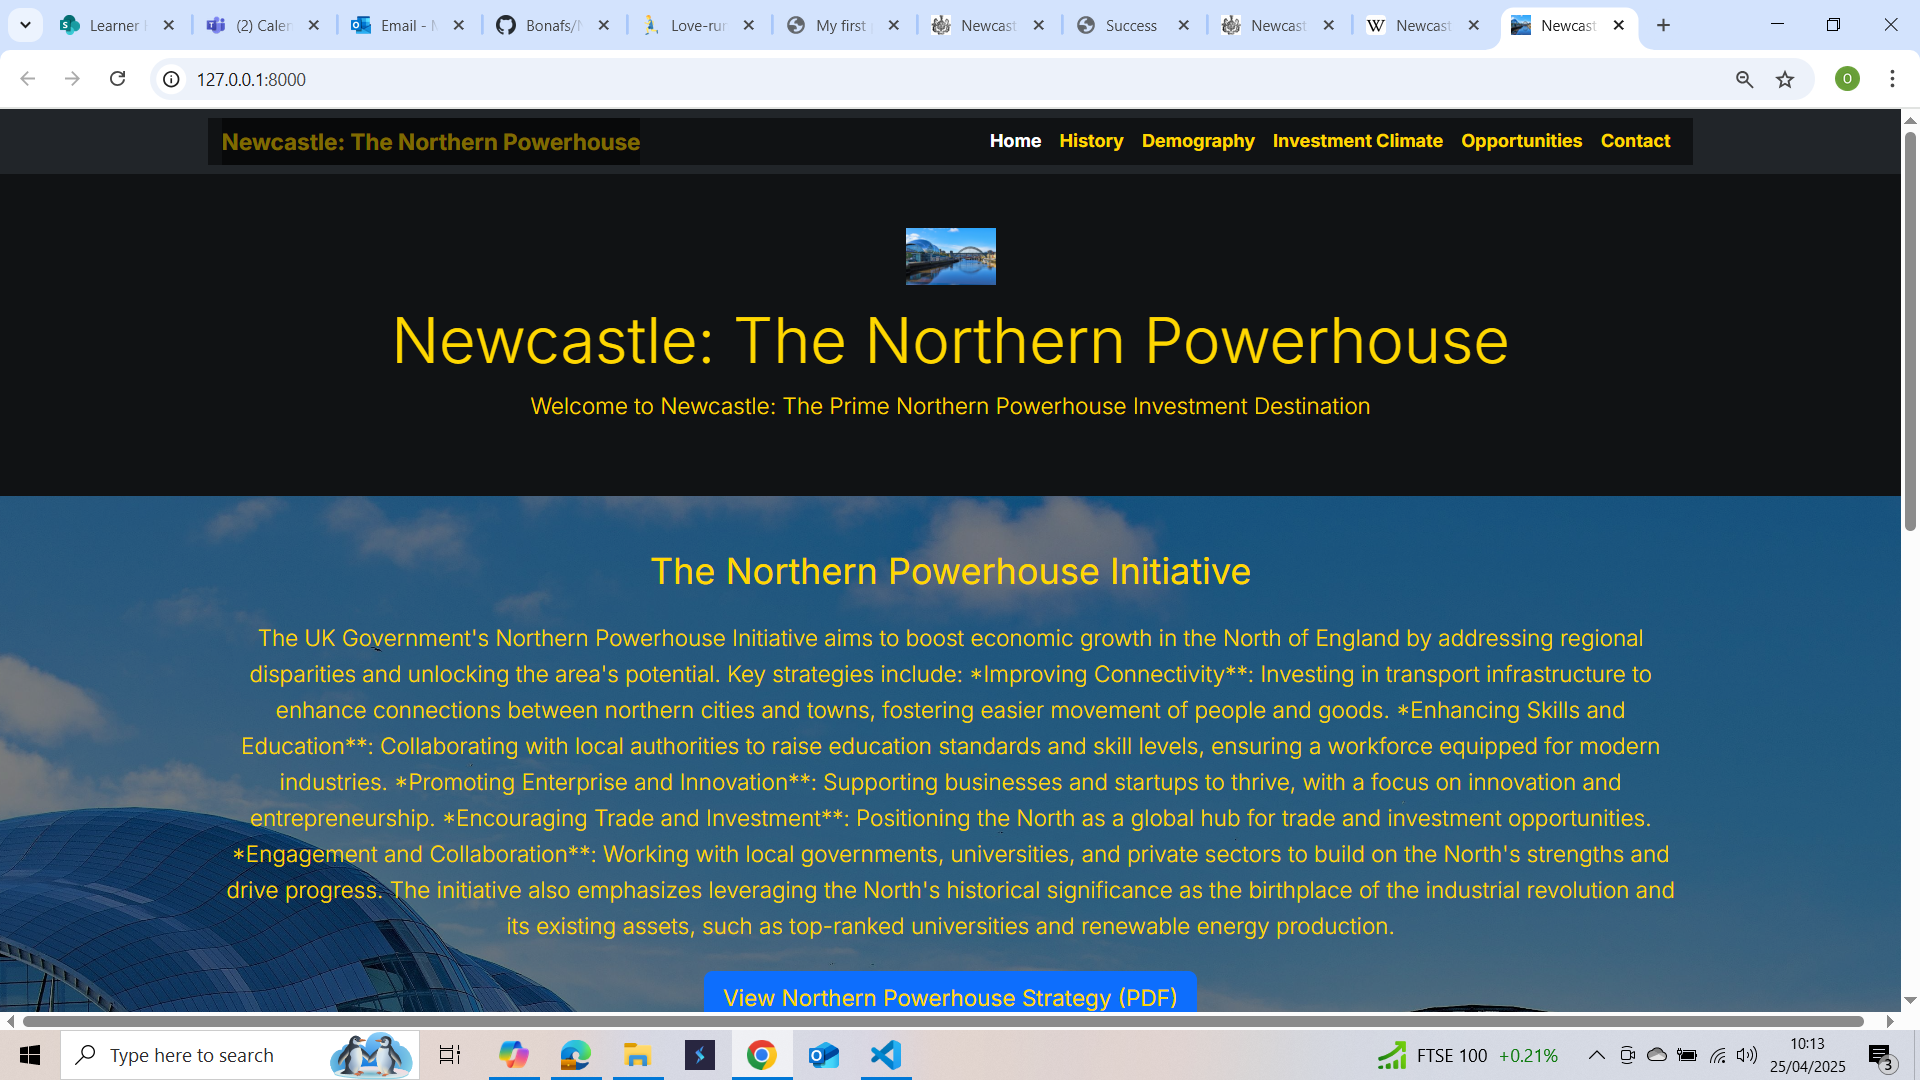 Learner
(2) Calen
Email - M
Bonafs/N
Love-run
My first
Newcast
Success
Newcast
Newcast
Newcast
127.0.0.1:8000
O
Newcastle: The Northern Powerhouse
Home History Demography Investment Climate Opportunities Contact
Newcastle: The Northern Powerhouse
Welcome to Newcastle: The Prime Northern Powerhouse Investment Destination
The Northern Powerhouse Initiative
The UK Government's Northern Powerhouse Initiative aims to boost economic growth in the North of England by addressing regional
disparities and unlocking the area's potential. Key strategies include: *Improving Connectivity**: Investing in transport infrastructure to
enhance connections between northern cities and towns, fostering easier movement of people and goods. *Enhancing Skills and
Education**: Collaborating with local authorities to raise education standards and skill levels, ensuring a workforce equipped for modern
industries. *Promoting Enterprise and Innovation**: Supporting businesses and startups to thrive, with a focus on innovation and
entrepreneurship. *Encouraging Trade and Investment**: Positioning the North as a global hub for trade and investment opportunities.
*Engagement and Collaboration**: Working with local governments, universities, and private sectors to build on the North's strengths and
drive progress. The initiative also emphasizes leveraging the North's historical significance as the birthplace of the industrial revolution and
its existing assets, such as top-ranked universities and renewable energy production.
View Northern Powerhouse Strategy (PDF)
Type here to search
FTSE 100 +0.21%
10:13
25/04/2025
3